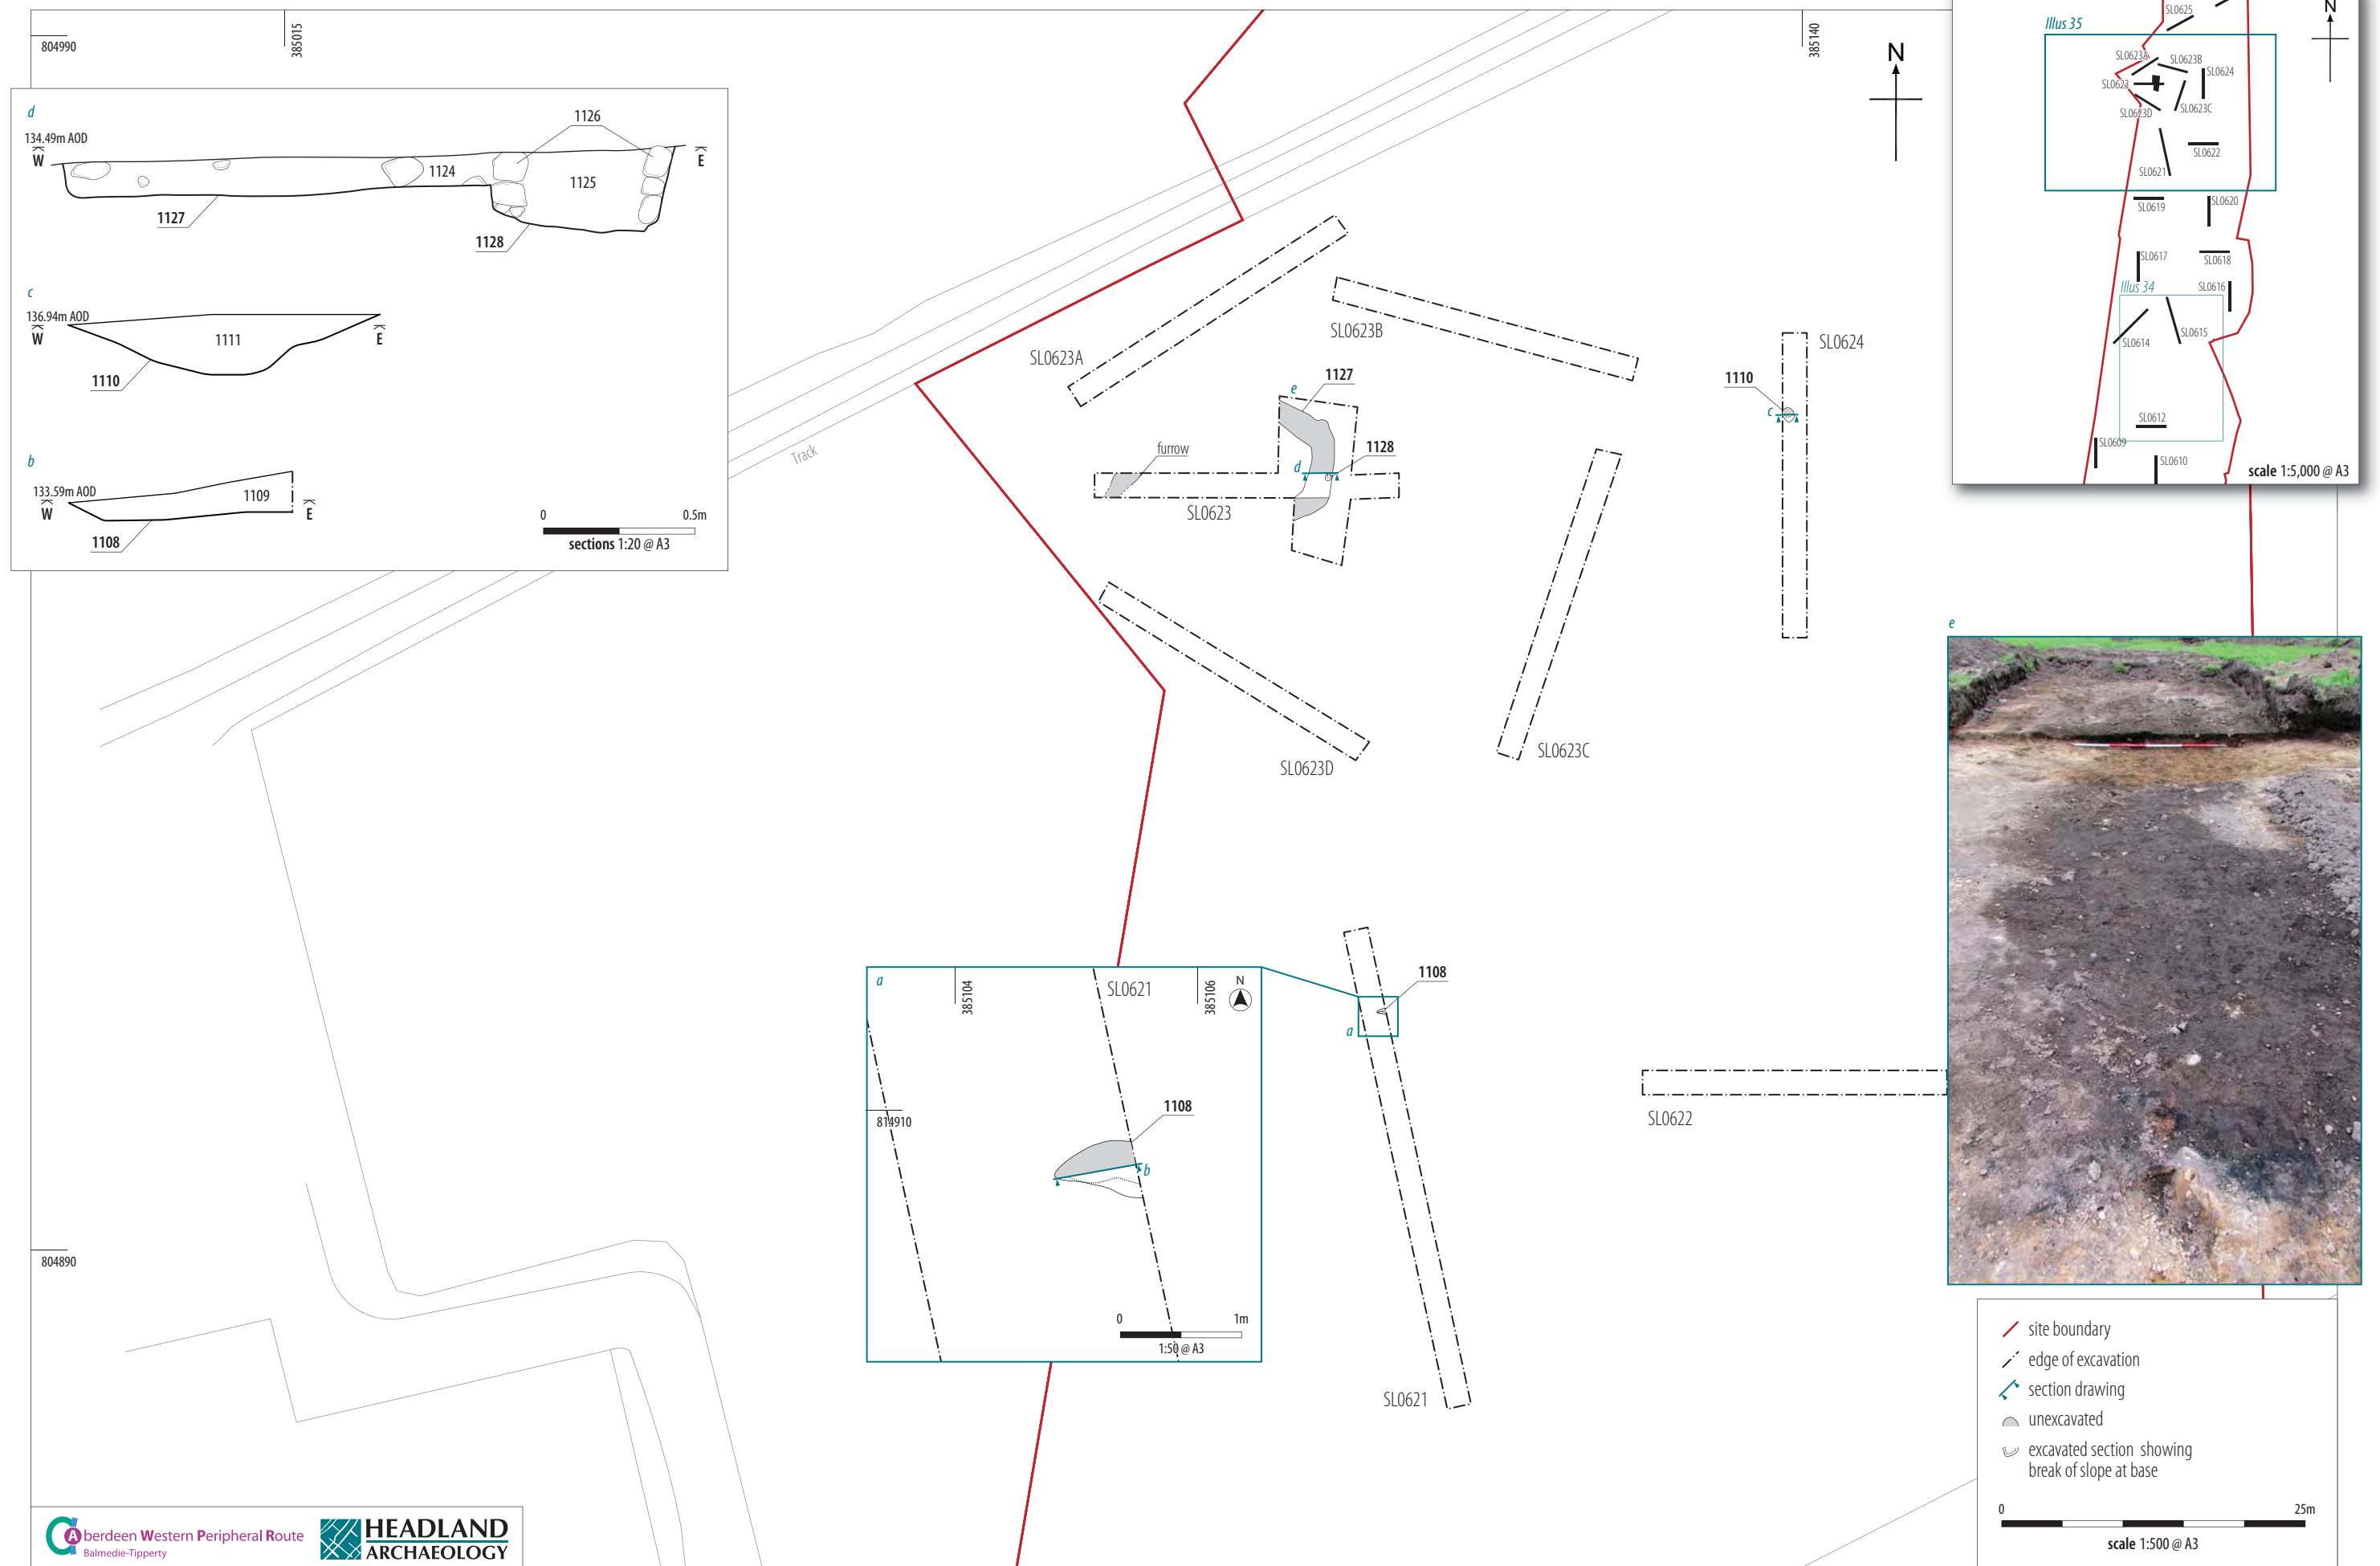 804990
385015
385140
N
d
134.49m AOD
W
1126
1124
1125
E
1127
1128
c
136.94m AOD
W
1111
E
1110
b
133.59m AOD
W
1109
E
1108
0 0.5m
sections 1:20 @ A3
Track
SL0623A
SL0623B
SL0624
1110
c
e
1127
furrow
d
1128
SL0623
SL0623D
SL0623C
Illus 35
SL0625
N
SL0623A
SL0623B
SL0624
SL0623
SL0623C
SL0623D
SL0622
SL0621
SL0619
SL0620
SL0617
SL0618
Illus 34
SL0616
SL0615
SL0614
SL0612
SL0609
SL0610
scale 1:5,000 @ A3
e
a
385104
SL0621
385106
N
814910
1108
b
0 1m
1:50 @ A3
1108
a
SL0622
SL0621
804890
site boundary
edge of excavation
section drawing
unexcavated
excavated section showing
break of slope at base
0 25m
scale 1:500 @ A3
Aberdeen Western Peripheral Route
Balmedie-Tipperty
HEADLAND
ARCHAEOLOGY